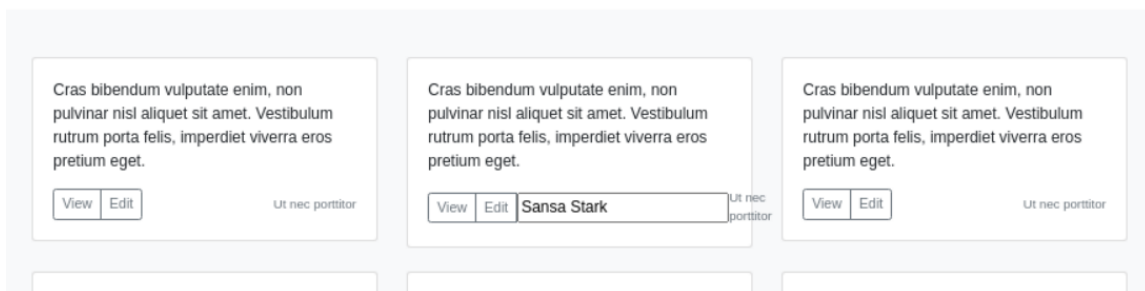 Cras bibendum vulputate enim, non
pulvinar nisl aliquet sit amet. Vestibulum
rutrum porta felis, imperdiet viverra eros
pretium eget.
View Edit Ut nec porttitor
Cras bibendum vulputate enim, non
pulvinar nisl aliquet sit amet. Vestibulum
rutrum porta felis, imperdiet viverra eros
pretium eget.
View Edit Sansa Stark Ut nec
porttitor
Cras bibendum vulputate enim, non
pulvinar nisl aliquet sit amet. Vestibulum
rutrum porta felis, imperdiet viverra eros
pretium eget.
View Edit Ut nec porttitor